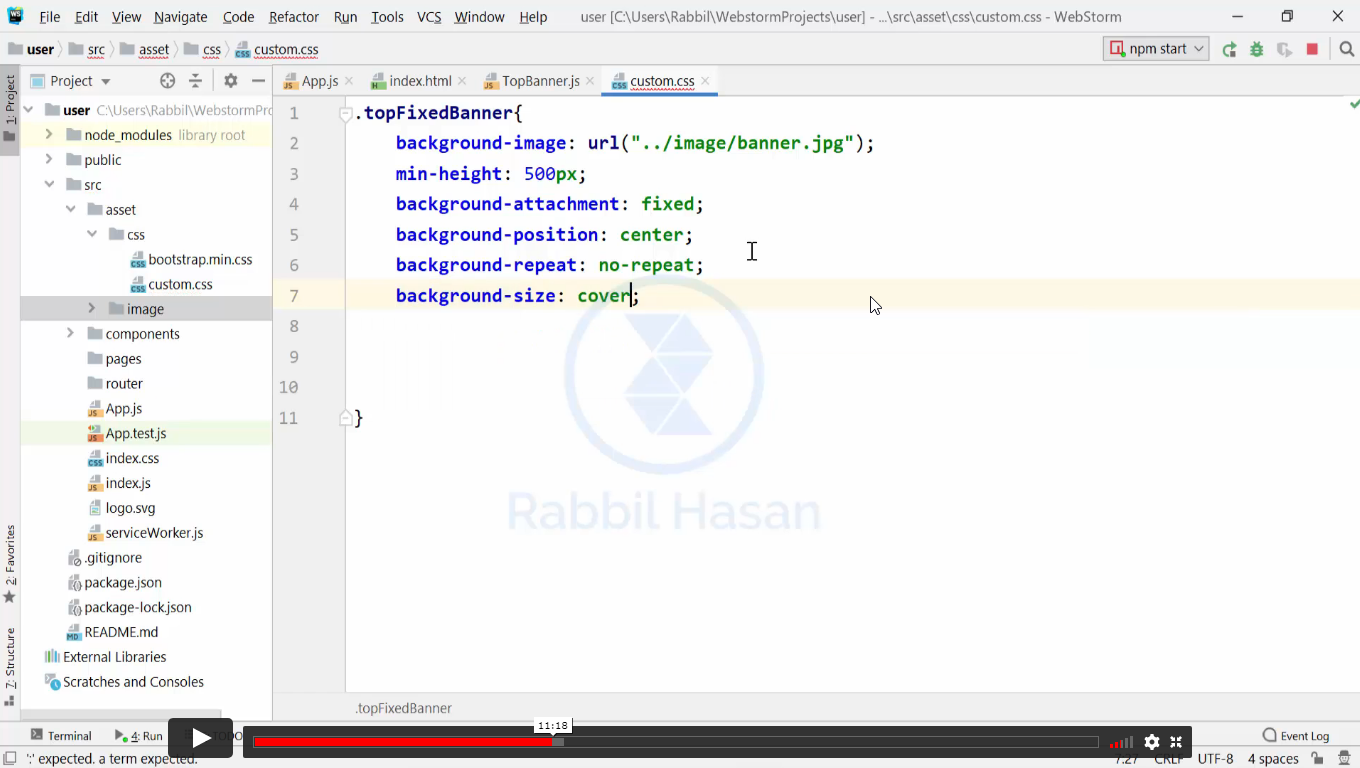 WS File Edit View Navigate Code Refactor Run Tools VCS Window Help user [C:\Users\Rabbil\WebstormProjects\user] - ...\src\asset\css\custom.css - WebStorm
user src asset css custom.css npm start
1: Project
Project
App.js index.html TopBanner.js custom.css
user C:\Users\Rabbil\WebstormPro
node_modules library root
public
src
asset
css
bootstrap.min.css
custom.css
image
components
pages
router
App.js
App.test.js
index.css
index.js
logo.svg
serviceWorker.js
.gitignore
package.json
package-lock.json
README.md
External Libraries
Scratches and Consoles
2: Favorites
7: Structure
1 .topFixedBanner{
2 background-image: url("../image/banner.jpg");
3 min-height: 500px;
4 background-attachment: fixed;
5 background-position: center;
6 background-repeat: no-repeat;
7 background-size: cover;
8
9
10
11 }
Rabbil Hasan
.topFixedBanner
11:18
Terminal 4: Run TODO Event Log
':' expected. a term expected. 7:27 CRLF UTF-8 4 spaces